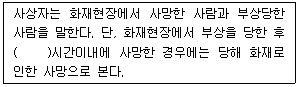 사상자는 화재현장에서 사망한 사람과 부상당한
사람을 말한다. 단, 화재현장에서 부상을 당한 후
(    )시간이내에 사망한 경우에는 당해 화재로
인한 사망으로 본다.